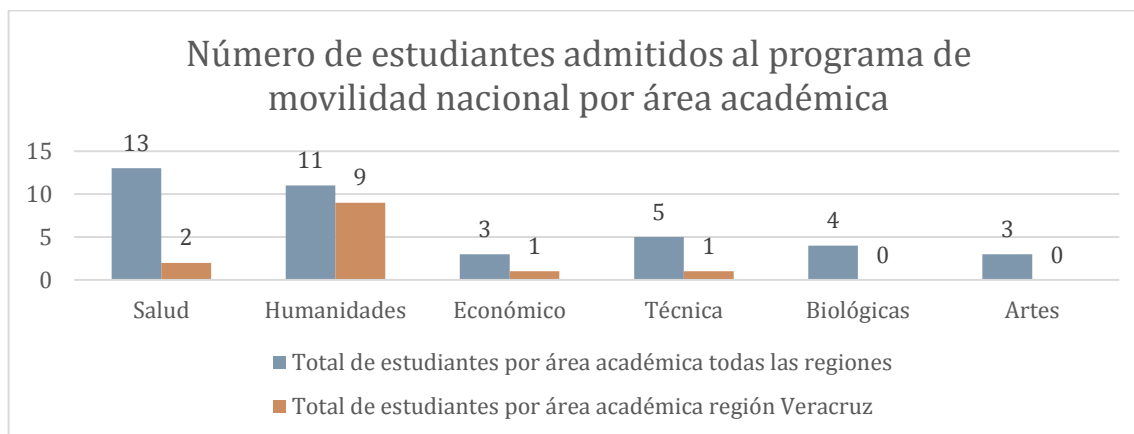 Número de estudiantes admitidos al programa de
movilidad nacional por área académica
15
10
5
0
13
2
11
9
3
1
5
1
4
0
3
0
Salud
Humanidades
Económico
Técnica
Biológicas
Artes
Total de estudiantes por área académica todas las regiones
Total de estudiantes por área académica región Veracruz